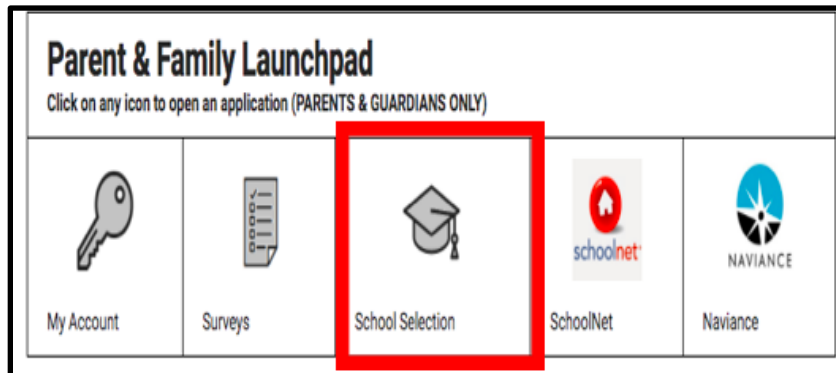 Parent & Family Launchpad
Click on any icon to open an application (PARENTS & GUARDIANS ONLY)
schoolnet
NAVIANCE
My Account
Surveys
School Selection
SchoolNet
Naviance